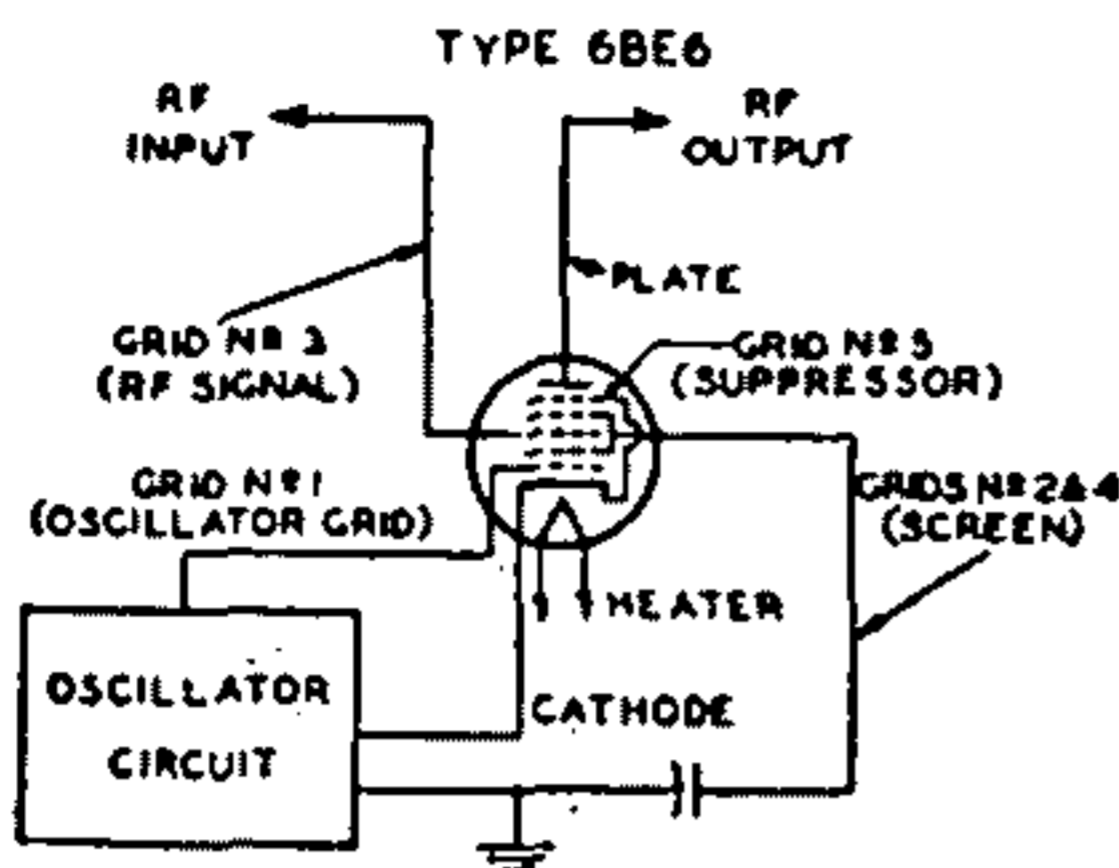 TYPE 6BE6
RF
INPUT
RF
OUTPUT
PLATE
GRID Nº 3
(RF SIGNAL)
GRID Nº 5
(SUPPRESSOR)
GRID Nº 1
(OSCILLATOR GRID)
GRIDS Nº 2&4
(SCREEN)
HEATER
OSCILLATOR
CIRCUIT
CATHODE